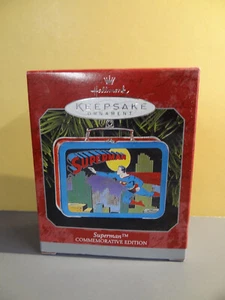 Hallmark
KEEPSAKE
ORNAMENT
SUPERMAN
Superman™
COMMEMORATIVE EDITION